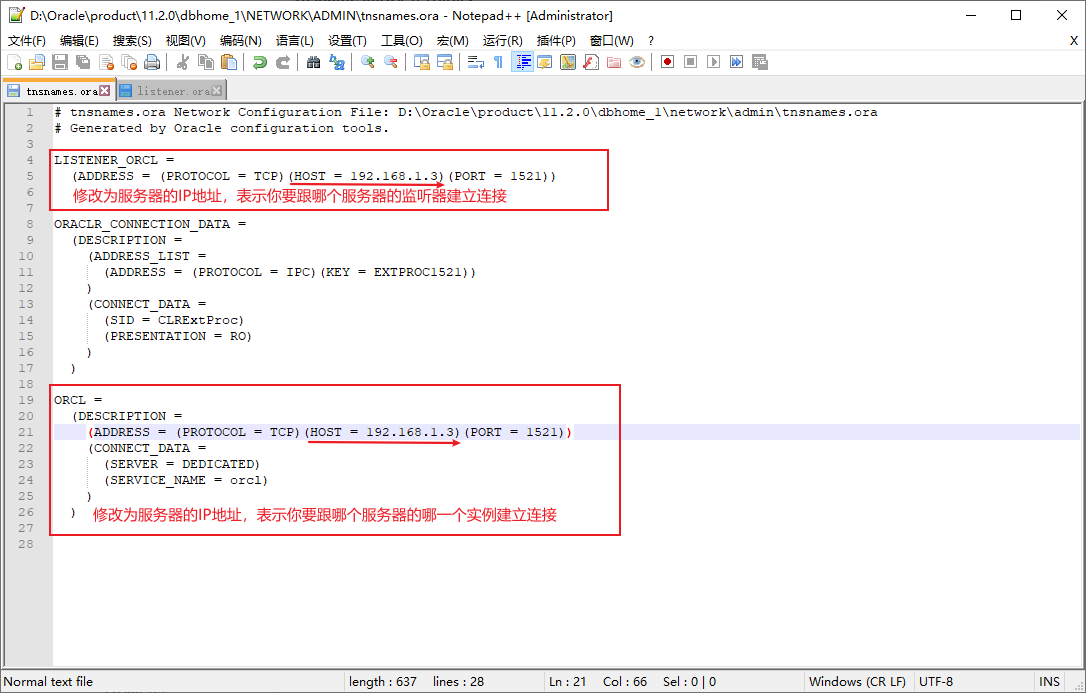 D:\Oracle\product\11.2.0\dbhome_1\NETWORK\ADMIN\tnsnames.ora - Notepad++ [Administrator]
文件(F) 编辑(E) 搜索(S) 视图(V) 编码(N) 语言(L) 设置(T) 工具(O) 宏(M) 运行(R) 插件(P) 窗口(W) ? X
tnsnames.ora listener.ora
1 # tnsnames.ora Network Configuration File: D:\Oracle\product\11.2.0\dbhome_1\network\admin\tnsnames.ora
2 # Generated by Oracle configuration tools.
3
4 LISTENER_ORCL =
5 (ADDRESS = (PROTOCOL = TCP)(HOST = 192.168.1.3)(PORT = 1521))
6 修改为服务器的IP地址，表示你要跟哪个服务器的监听器建立连接
7
8 ORACLR_CONNECTION_DATA =
9 (DESCRIPTION =
10 (ADDRESS_LIST =
11 (ADDRESS = (PROTOCOL = IPC)(KEY = EXTPROC1521))
12 )
13 (CONNECT_DATA =
14 (SID = CLRExtProc)
15 (PRESENTATION = RO)
16 )
17 )
18
19 ORCL =
20 (DESCRIPTION =
21 (ADDRESS = (PROTOCOL = TCP)(HOST = 192.168.1.3)(PORT = 1521))
22 (CONNECT_DATA =
23 (SERVER = DEDICATED)
24 (SERVICE_NAME = orcl)
25 )
26 ) 修改为服务器的IP地址，表示你要跟哪个服务器的哪一个实例建立连接
27
28
Normal text file length : 637 lines : 28 Ln : 21 Col : 66 Sel : 0 | 0 Windows (CR LF) UTF-8 INS